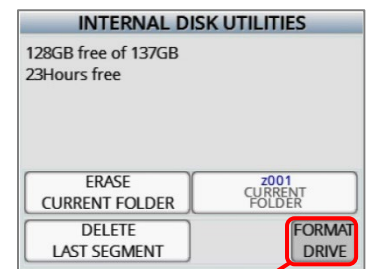 INTERNAL DISK UTILITIES
128GB free of 137GB
23Hours free
ERASE
CURRENT FOLDER
z001
CURRENT
FOLDER
DELETE
LAST SEGMENT
FORMAT
DRIVE